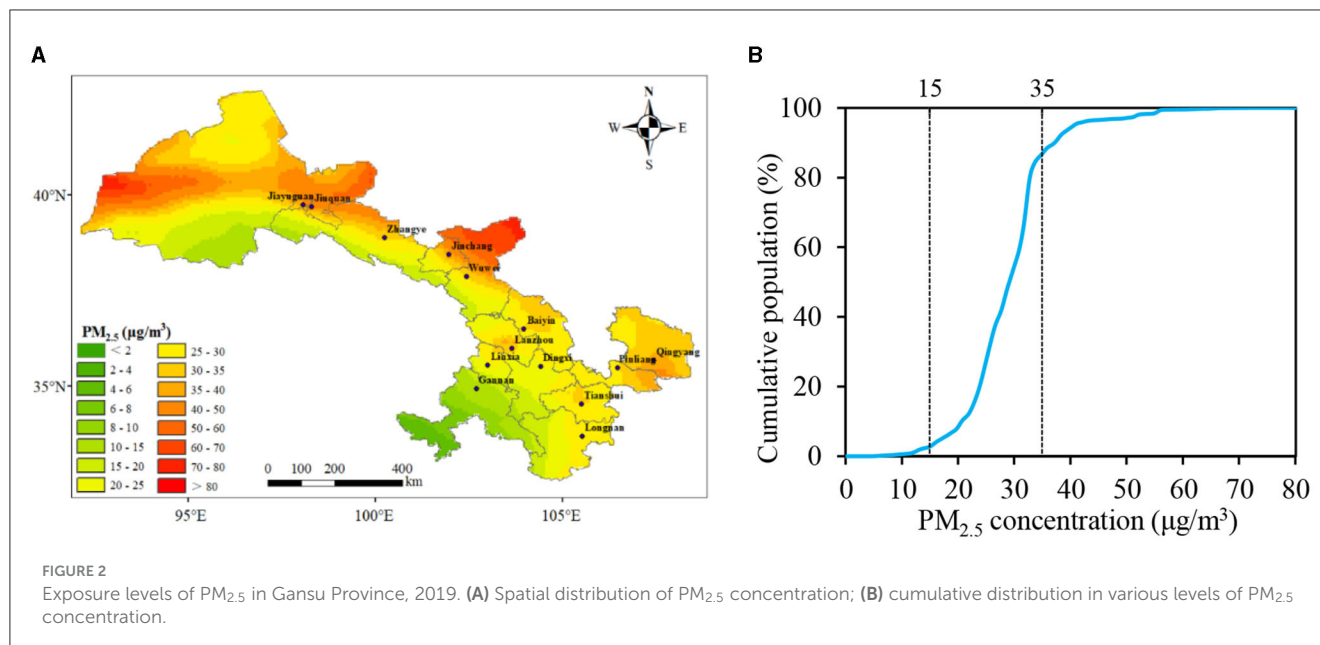 A
N
W
E
S
40°N
35°N
Jiayuguan
Jiuquan
Zhangye
Jinchang
Wuwei
Baiyin
Lanzhou
Linxia
Dingxi
Pinliang
Qingyang
Gannan
Tianshui
Longnan
PM2.5 (μg/m³)
< 2
2 - 4
4 - 6
6 - 8
8 - 10
10 - 15
15 - 20
20 - 25
25 - 30
30 - 35
35 - 40
40 - 50
50 - 60
60 - 70
70 - 80
> 80
0 100 200 400
km
95°E 100°E 105°E
B
15 35
Cumulative population (%)
100
80
60
40
20
0
0 10 20 30 40 50 60 70 80
PM2.5 concentration (μg/m³)
FIGURE 2
Exposure levels of PM2.5 in Gansu Province, 2019. (A) Spatial distribution of PM2.5 concentration; (B) cumulative distribution in various levels of PM2.5
concentration.